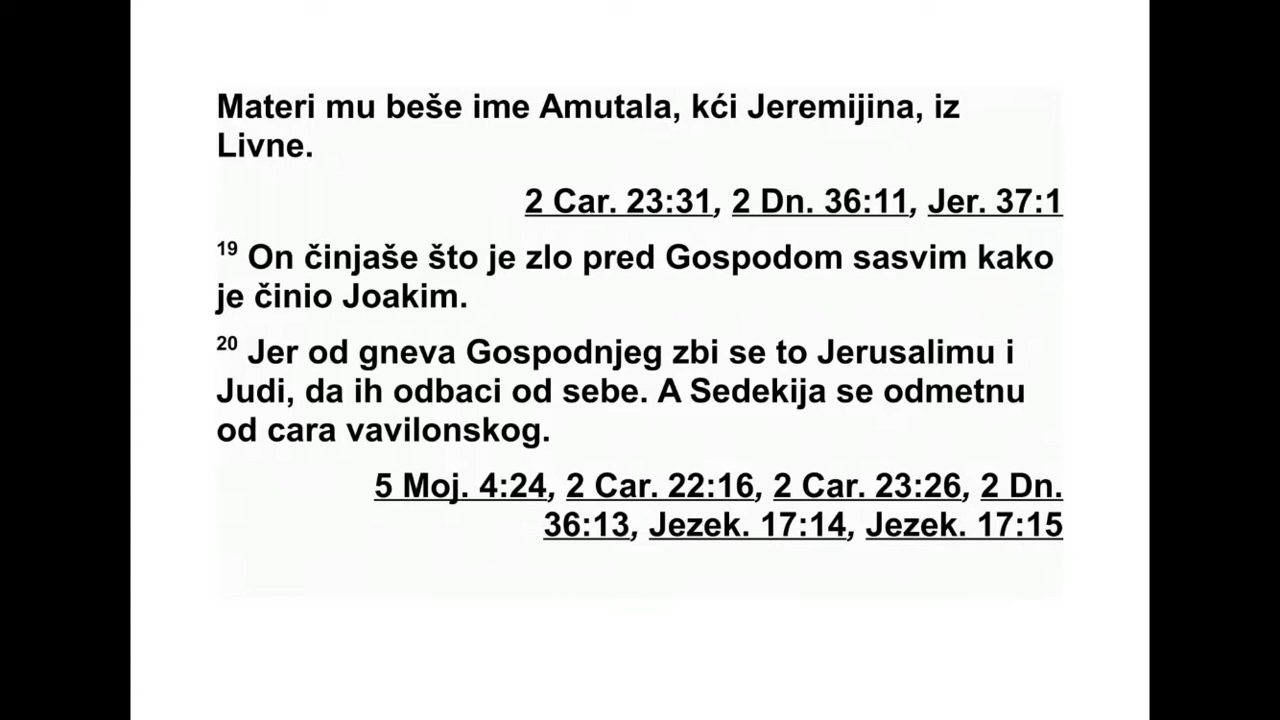 Materi mu beše ime Amutala, kći Jeremijina, iz
Livne.
2 Car. 23:31, 2 Dn. 36:11, Jer. 37:1
19 On činjaše što je zlo pred Gospodom sasvim kako
je činio Joakim.
20 Jer od gneva Gospodnjeg zbi se to Jerusalimu i
Judi, da ih odbaci od sebe. A Sedekija se odmetnu
od cara vavilonskog.
5 Moj. 4:24, 2 Car. 22:16, 2 Car. 23:26, 2 Dn.
36:13, Jezek. 17:14, Jezek. 17:15